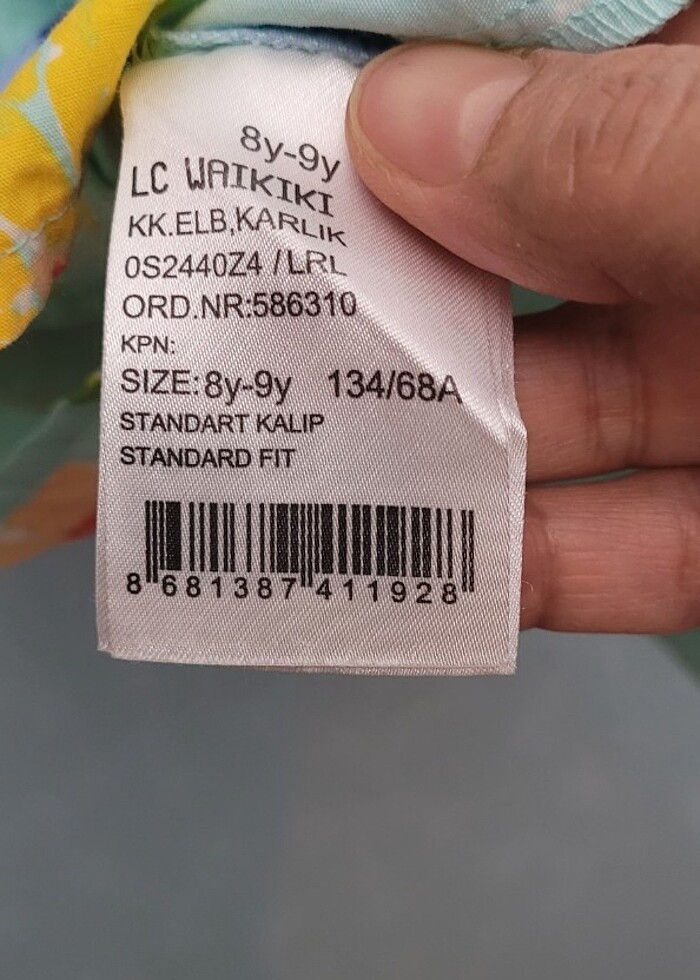 8y-9y
LC WAIKIKI
KK.ELB,KARLIK
0S2440Z4 / LRL
ORD.NR:586310
KPN:
SIZE: 8y-9y 134/68A
STANDART KALIP
STANDARD FIT
8 681387 411928